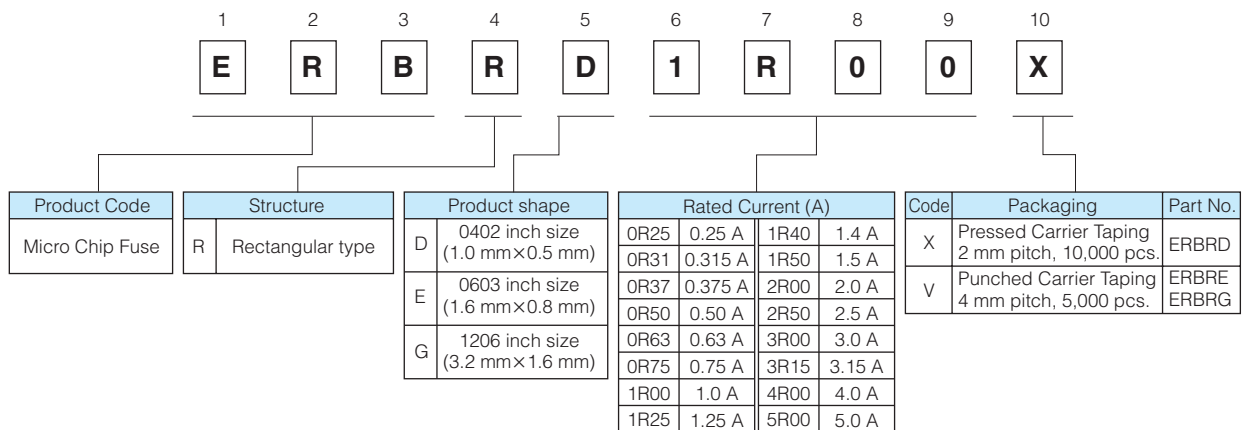 1 2 3 4 5 6 7 8 9 10
E R B R D 1 R 0 0 X
Product Code
Micro Chip Fuse
Structure
R Rectangular type
Product shape
D 0402 inch size
(1.0 mm×0.5 mm)
E 0603 inch size
(1.6 mm×0.8 mm)
G 1206 inch size
(3.2 mm×1.6 mm)
Rated Current (A)
0R25 0.25 A 1R40 1.4 A
0R31 0.315 A 1R50 1.5 A
0R37 0.375 A 2R00 2.0 A
0R50 0.50 A 2R50 2.5 A
0R63 0.63 A 3R00 3.0 A
0R75 0.75 A 3R15 3.15 A
1R00 1.0 A 4R00 4.0 A
1R25 1.25 A 5R00 5.0 A
Code Packaging Part No.
X Pressed Carrier Taping
2 mm pitch, 10,000 pcs. ERBRD
V Punched Carrier Taping ERBRE
4 mm pitch, 5,000 pcs. ERBRG